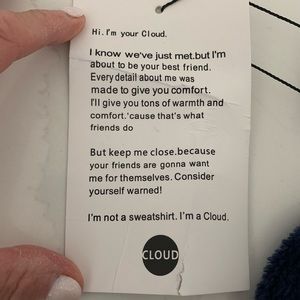 Hi. I'm your Cloud.
I know we've just met.but I'm
about to be your best friend.
Every detail about me was
made to give you comfort.
I'll give you tons of warmth and
comfort.'cause that's what
friends do
But keep me close.because
your friends are gonna want
me for themselves. Consider
yourself warned!
I'm not a sweatshirt. I'm a Cloud.
CLOUD